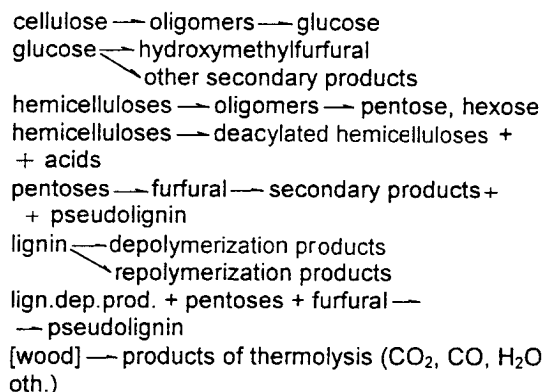 cellulose → oligomers → glucose
glucose → hydroxymethylfurfural
↘ other secondary products
hemicelluloses → oligomers → pentose, hexose
hemicelluloses → deacylated hemicelluloses +
+ acids
pentoses → furfural — secondary products +
+ pseudolignin
lignin → depolymerization products
↘ repolymerization products
lign.dep.prod. + pentoses + furfural —
→ pseudolignin
[wood] → products of thermolysis (CO₂, CO, H₂O
oth.)